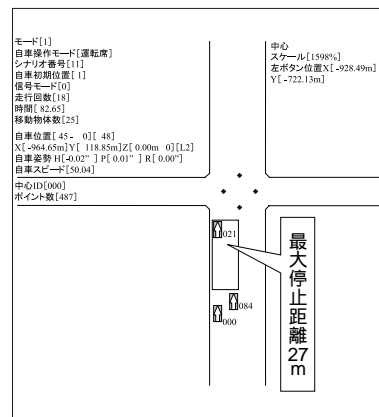 モード[1]
自車操作モード[運転席]
シナリオ番号[11]
自車初期位置[ 1]
信号モード[0]
走行回数[18]
時間[ 82.65]
移動物体数[25]
自車位置[ 45 - 0][ 48]
X[ -964.65m]Y[ 118.85m]Z[ 0.00m 0][L2]
自車姿勢 H[-0.02" ] P[ 0.01" ] R[ 0.00"]
自車スピード[50.04]
中心ID[000]
ポイント数[487]
中心
スケール[1598%]
左ボタン位置X[ -928.49m]
Y[ -722.13m]
021
084
000
最大停止距離27m